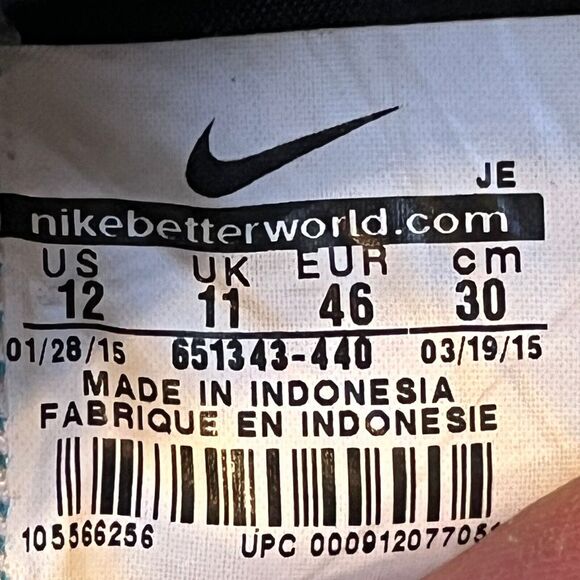 JE
nikebetterworld.com
US UK EUR cm
12 11 46 30
01/28/15 651343-440 03/19/15
MADE IN INDONESIA
FABRIQUE EN INDONESIE
105566256 UPC